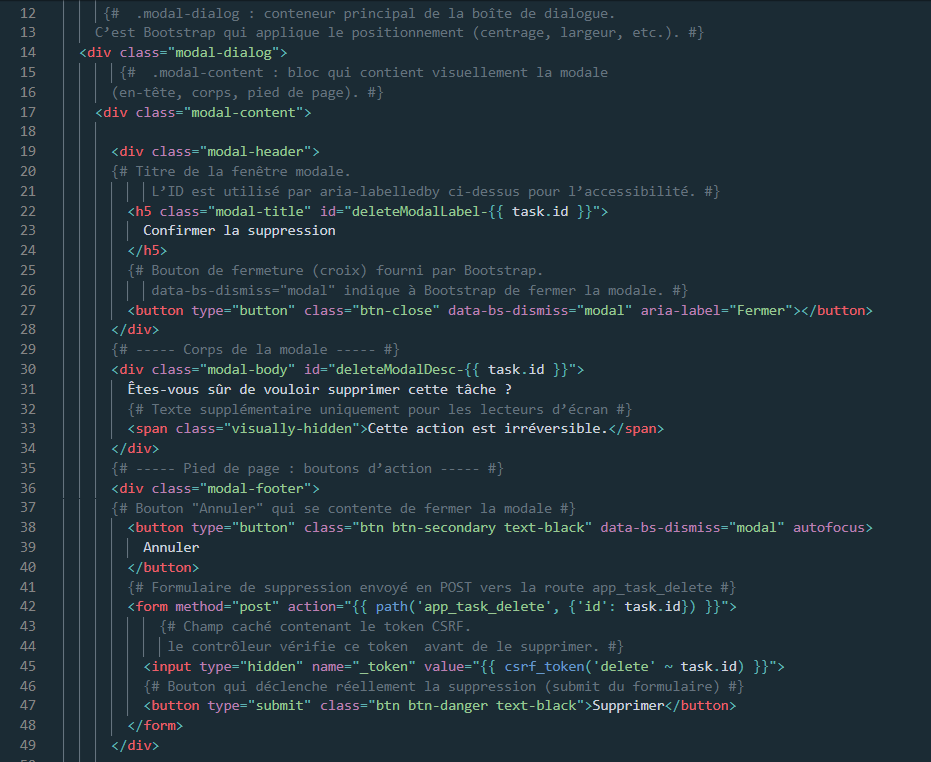 12 {#  .modal-dialog : conteneur principal de la boîte de dialogue.
13 C’est Bootstrap qui applique le positionnement (centrage, largeur, etc.). #}
14 <div class="modal-dialog">
15 {#  .modal-content : bloc qui contient visuellement la modale
16 (en-tête, corps, pied de page). #}
17 <div class="modal-content">
18
19 <div class="modal-header">
20 {# Titre de la fenêtre modale.
21 L’ID est utilisé par aria-labelledby ci-dessus pour l’accessibilité. #}
22 <h5 class="modal-title" id="deleteModalLabel-{{ task.id }}">
23 Confirmer la suppression
24 </h5>
25 {# Bouton de fermeture (croix) fourni par Bootstrap.
26 data-bs-dismiss="modal" indique à Bootstrap de fermer la modale. #}
27 <button type="button" class="btn-close" data-bs-dismiss="modal" aria-label="Fermer"></button>
28 </div>
29 {# ----- Corps de la modale ----- #}
30 <div class="modal-body" id="deleteModalDesc-{{ task.id }}">
31 Êtes-vous sûr de vouloir supprimer cette tâche ?
32 {# Texte supplémentaire uniquement pour les lecteurs d’écran #}
33 <span class="visually-hidden">Cette action est irréversible.</span>
34 </div>
35 {# ----- Pied de page : boutons d’action ----- #}
36 <div class="modal-footer">
37 {# Bouton "Annuler" qui se contente de fermer la modale #}
38 <button type="button" class="btn btn-secondary text-black" data-bs-dismiss="modal" autofocus>
39 Annuler
40 </button>
41 {# Formulaire de suppression envoyé en POST vers la route app_task_delete #}
42 <form method="post" action="{{ path('app_task_delete', {'id': task.id}) }}">
43 {# Champ caché contenant le token CSRF.
44 le contrôleur vérifie ce token  avant de le supprimer. #}
45 <input type="hidden" name="_token" value="{{ csrf_token('delete' ~ task.id) }}">
46 {# Bouton qui déclenche réellement la suppression (submit du formulaire) #}
47 <button type="submit" class="btn btn-danger text-black">Supprimer</button>
48 </form>
49 </div>